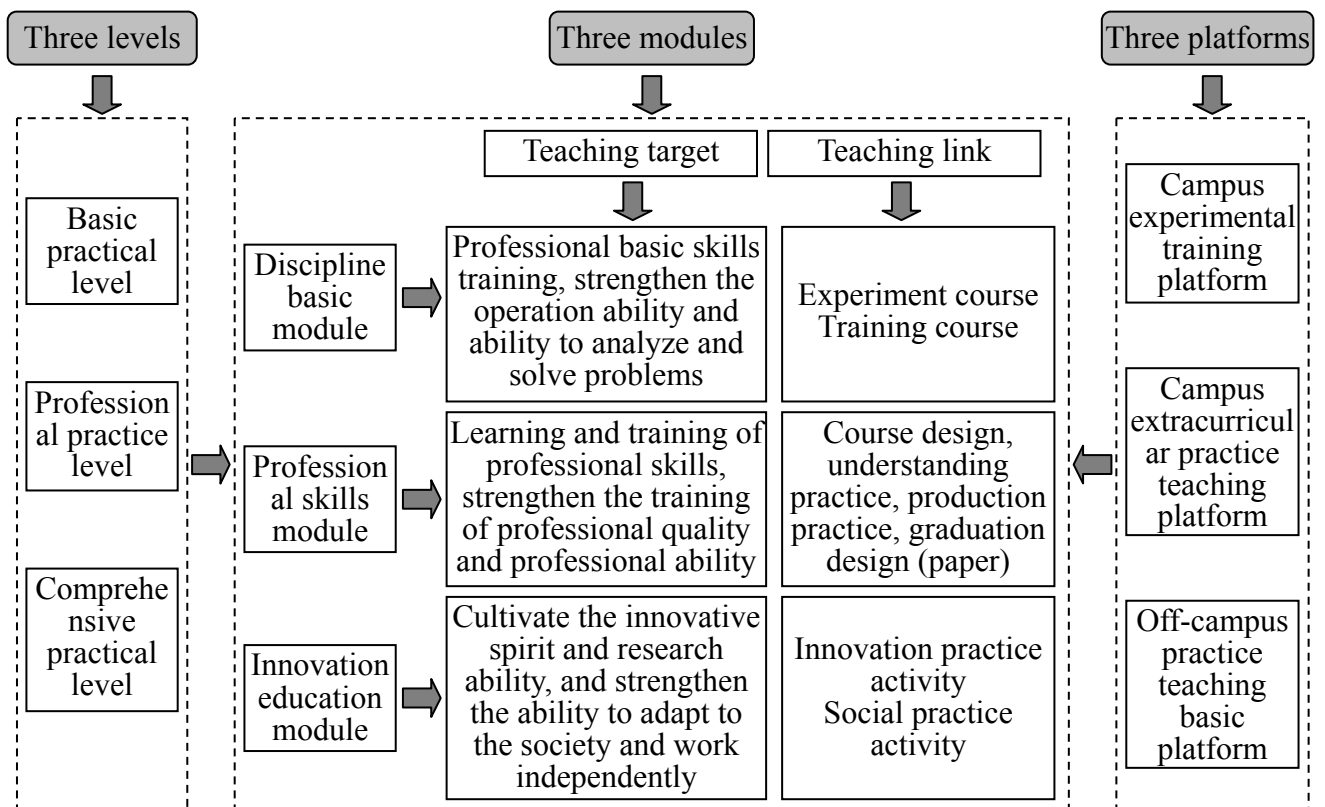 Three levels
Three modules
Three platforms
Basic
practical
level
Profession
al practice
level
Comprehe
nsive
practical
level
Teaching target
Teaching link
Discipline
basic
module
Professional basic skills
training, strengthen the
operation ability and
ability to analyze and
solve problems
Experiment course
Training course
Profession
al skills
module
Learning and training of
professional skills,
strengthen the training
of professional quality
and professional ability
Course design,
understanding
practice, production
practice, graduation
design (paper)
Innovation
education
module
Cultivate the innovative
spirit and research
ability, and strengthen
the ability to adapt to
the society and work
independently
Innovation practice
activity
Social practice
activity
Campus
experimental
training
platform
Campus
extracurricul
ar practice
teaching
platform
Off-campus
practice
teaching
basic
platform